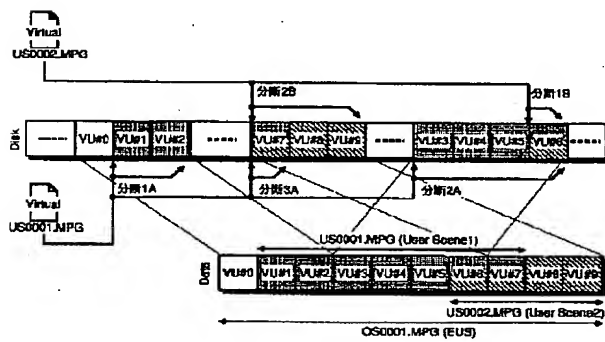 Virtual
US0002.MPG
分断2B
分断1B
Disk
VU#0 VU#1 VU#2 VU#7 VU#8 VU#9 VU#3 VU#4 VU#5 VU#6
分断1A
分断3A
分断2A
Virtual
US0001.MPG
US0001.MPG (User Scene1)
Data
VU#0 VU#1 VU#2 VU#3 VU#4 VU#5 VU#6 VU#7 VU#8 VU#9
US0002.MPG (User Scene2)
OS0001.MPG (EUS)